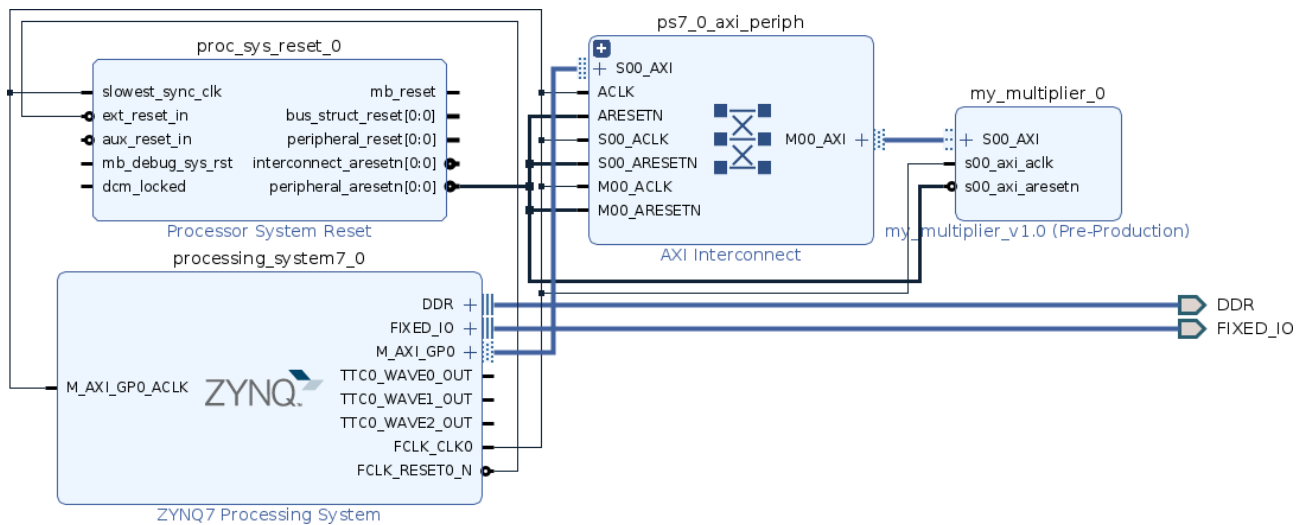 proc_sys_reset_0
slowest_sync_clk
ext_reset_in
aux_reset_in
mb_debug_sys_rst
dcm_locked
mb_reset
bus_struct_reset[0:0]
peripheral_reset[0:0]
interconnect_aresetn[0:0]
peripheral_aresetn[0:0]
Processor System Reset
ps7_0_axi_periph
S00_AXI
ACLK
ARESETN
S00_ACLK
S00_ARESETN
M00_ACLK
M00_ARESETN
M00_AXI
AXI Interconnect
my_multiplier_0
S00_AXI
s00_axi_aclk
s00_axi_aresetn
my_multiplier_v1.0 (Pre-Production)
processing_system7_0
M_AXI_GP0_ACLK
ZYNQ
DDR
FIXED_IO
M_AXI_GP0
TTC0_WAVE0_OUT
TTC0_WAVE1_OUT
TTC0_WAVE2_OUT
FCLK_CLK0
FCLK_RESET0_N
ZYNQ7 Processing System
DDR
FIXED_IO